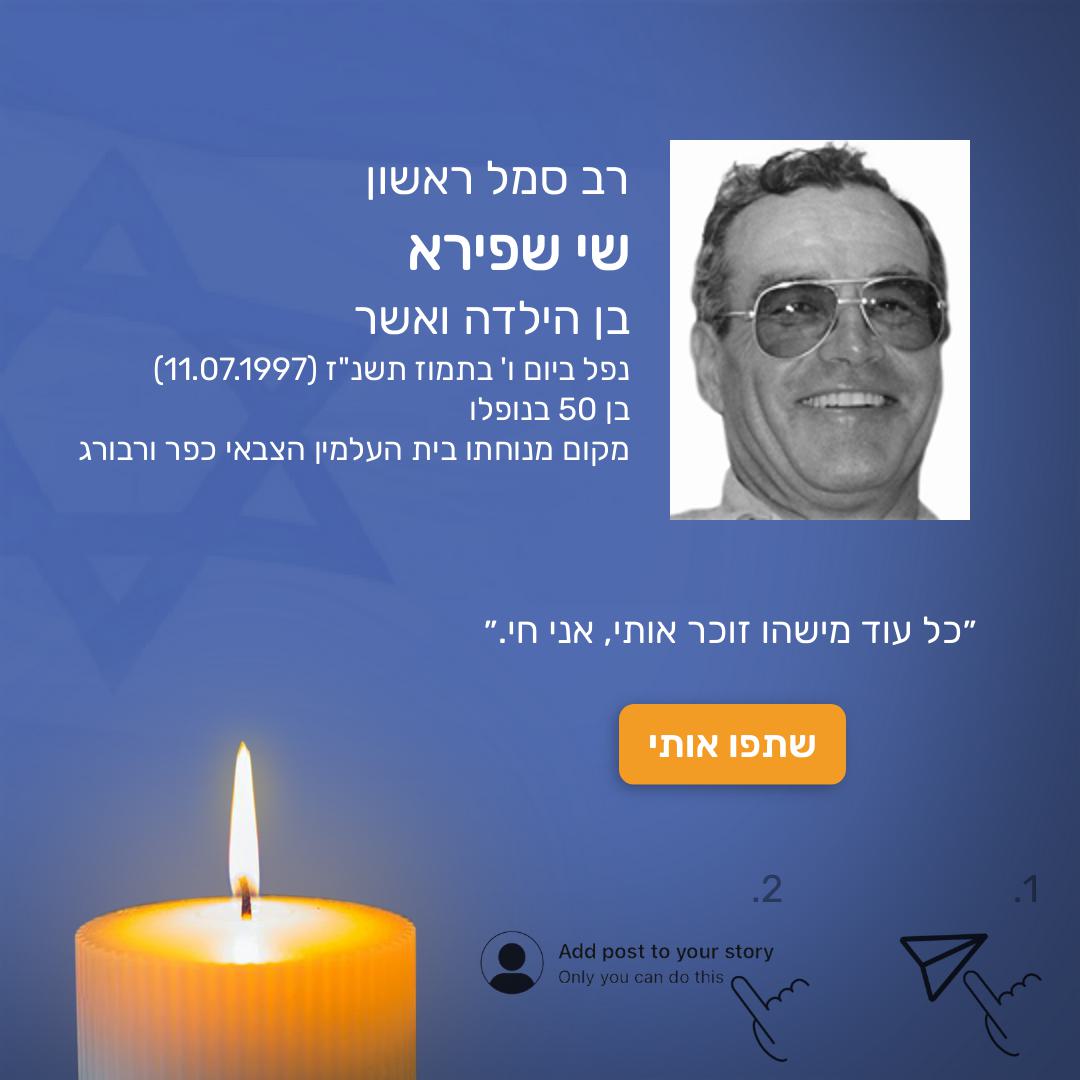 רב סמל ראשון
שי שפירא
בן הילדה ואשר
נפל ביום ו' בתמוז תשנ"ז (11.07.1997)
בן 50 בנופלו
מקום מנוחתו בית העלמין הצבאי כפר ורבורג
״כל עוד מישהו זוכר אותי, אני חי.״
שתפו אותי
.1
.2
Add post to your story
Only you can do this